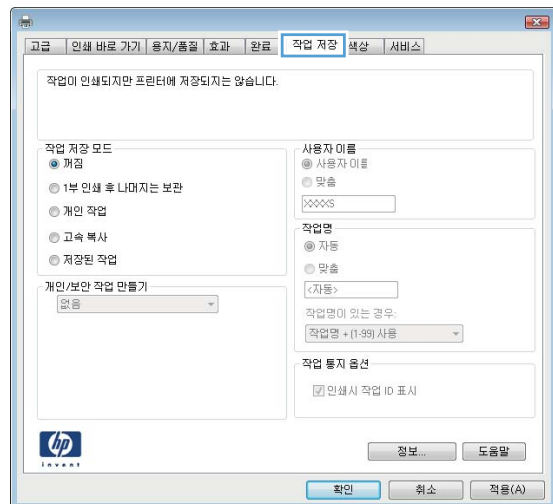 고급 인쇄 바로 가기 용지/품질 효과 완료 작업 저장 색상 서비스
작업이 인쇄되지만 프린터에 저장되지는 않습니다.
작업 저장 모드
꺼짐
1부 인쇄 후 나머지는 보관
개인 작업
고속 복사
저장된 작업
개인/보안 작업 만들기
없음
사용자 이름
사용자 이름
맞춤
XXXXS
작업명
자동
맞춤
<자동>
작업명이 있는 경우:
작업명 + (1-99) 사용
작업 통지 옵션
인쇄시 작업 ID 표시
hp
invent
정보... 도움말
확인 취소 적용(A)